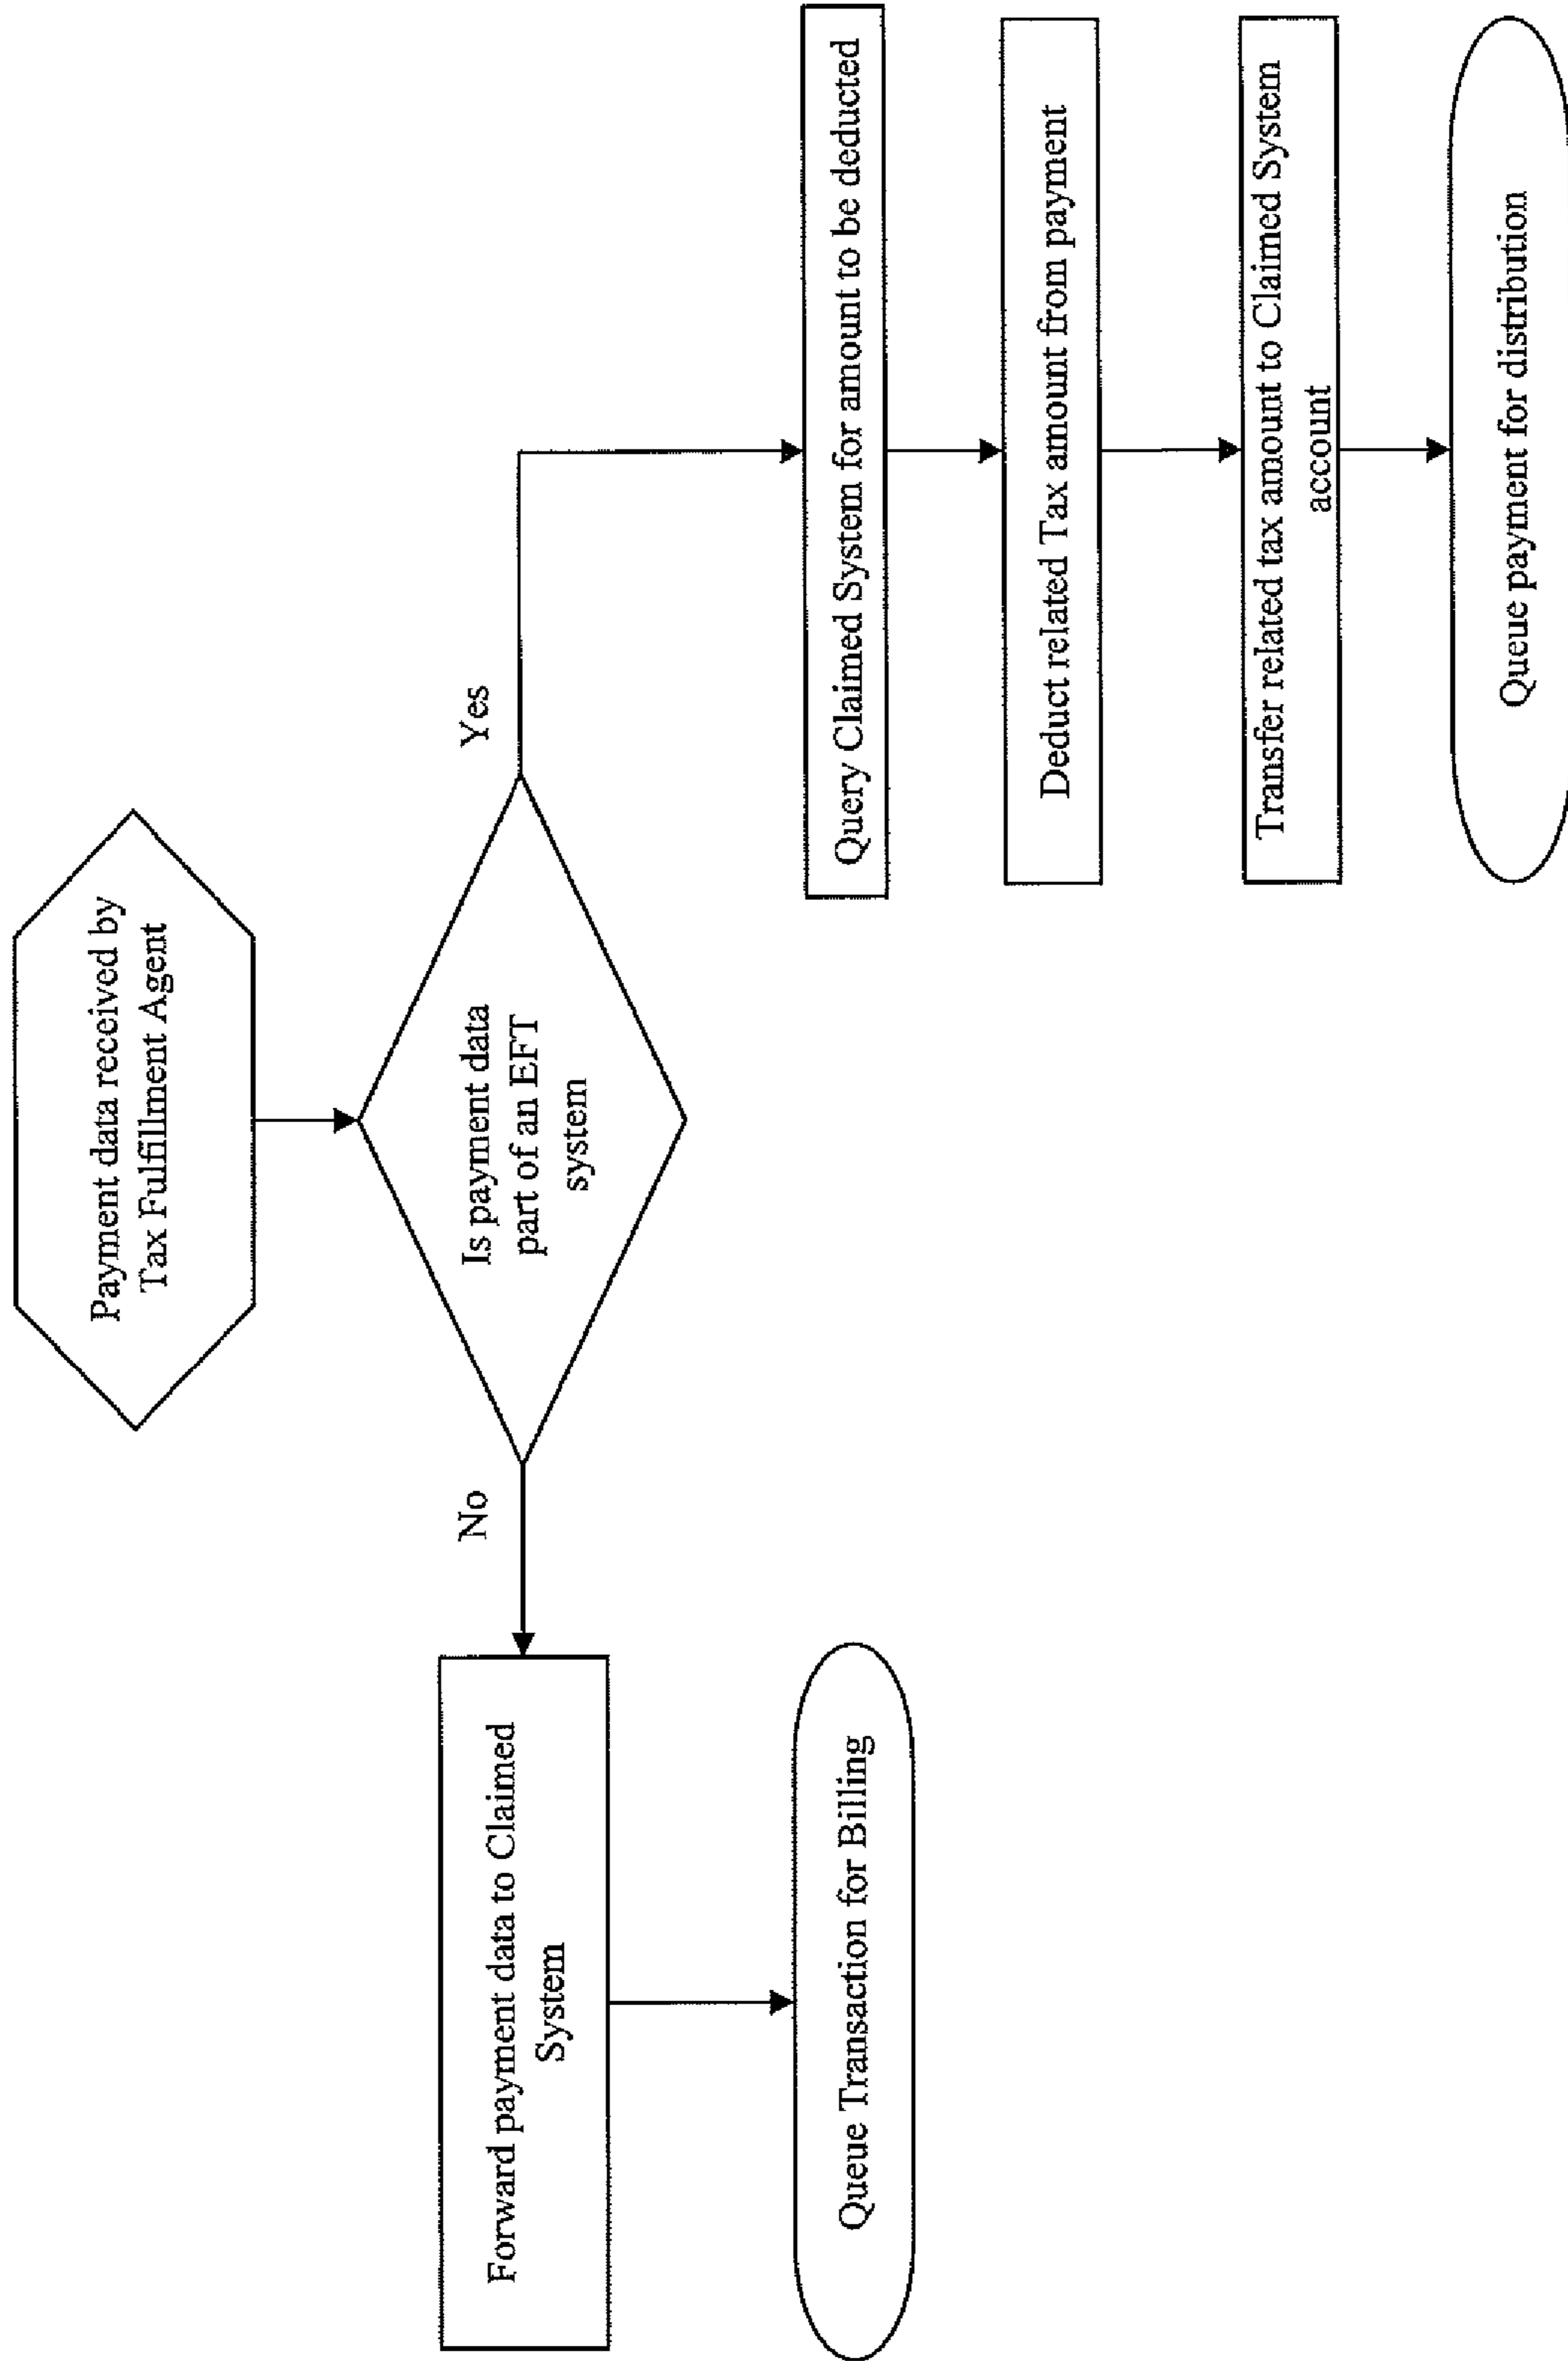 Payment data received by
Tax Fulfillment Agent
Is payment data
part of an EFT
system
No
Yes
Forward payment data to Claimed
System
Queue Transaction for Billing
Query Claimed System for amount to be deducted
Deduct related Tax amount from payment
Transfer related tax amount to Claimed System
account
Queue payment for distribution